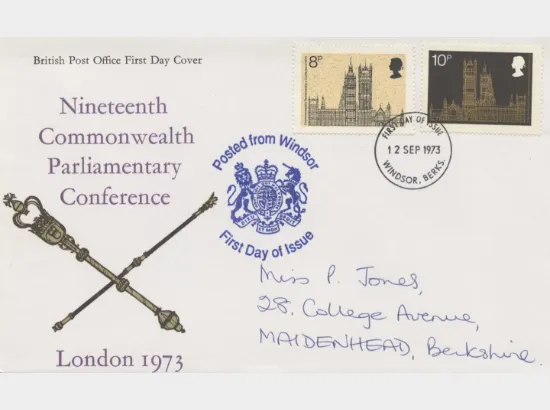 British Post Office First Day Cover
Nineteenth
Commonwealth
Parliamentary
Conference
London 1973
8P
10P
FIRST DAY OF ISSUE
12 SEP 1973
WINDSOR, BERKS.
Posted from Windsor
First Day of Issue
Miss P. Jones,
28. College Avenue,
MAIDENHEAD, Berkshire.